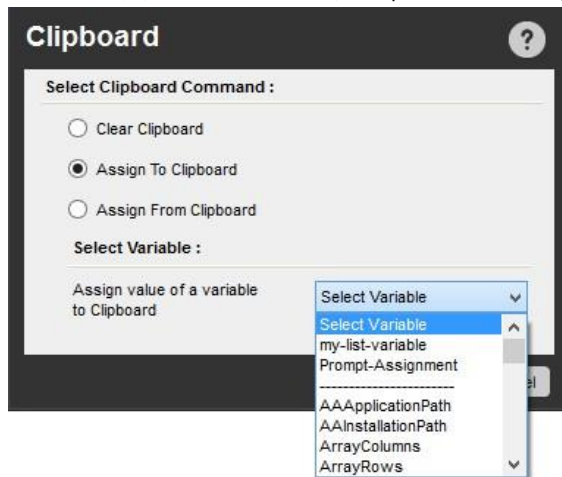 Clipboard
?
Select Clipboard Command :
Clear Clipboard
Assign To Clipboard
Assign From Clipboard
Select Variable :
Assign value of a variable
to Clipboard
Select Variable
Select Variable
my-list-variable
Prompt-Assignment
-----------------------
AAApplicationPath
AAInstallationPath
ArrayColumns
ArrayRows